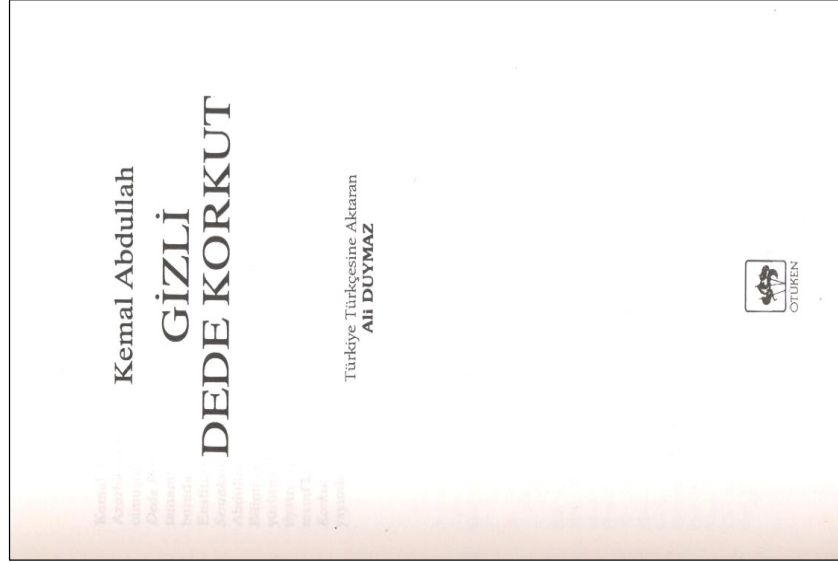 Kemal Abdullah
GİZLİ
DEDE KORKUT
Türkiye Türkçesine Aktaran
Ali DUYMAZ
ÖTÜKEN